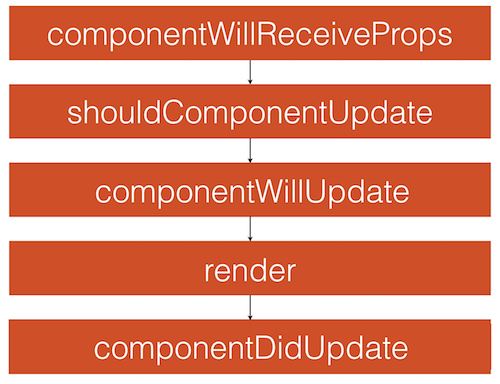 componentWillReceiveProps
shouldComponentUpdate
componentWillUpdate
render
componentDidUpdate